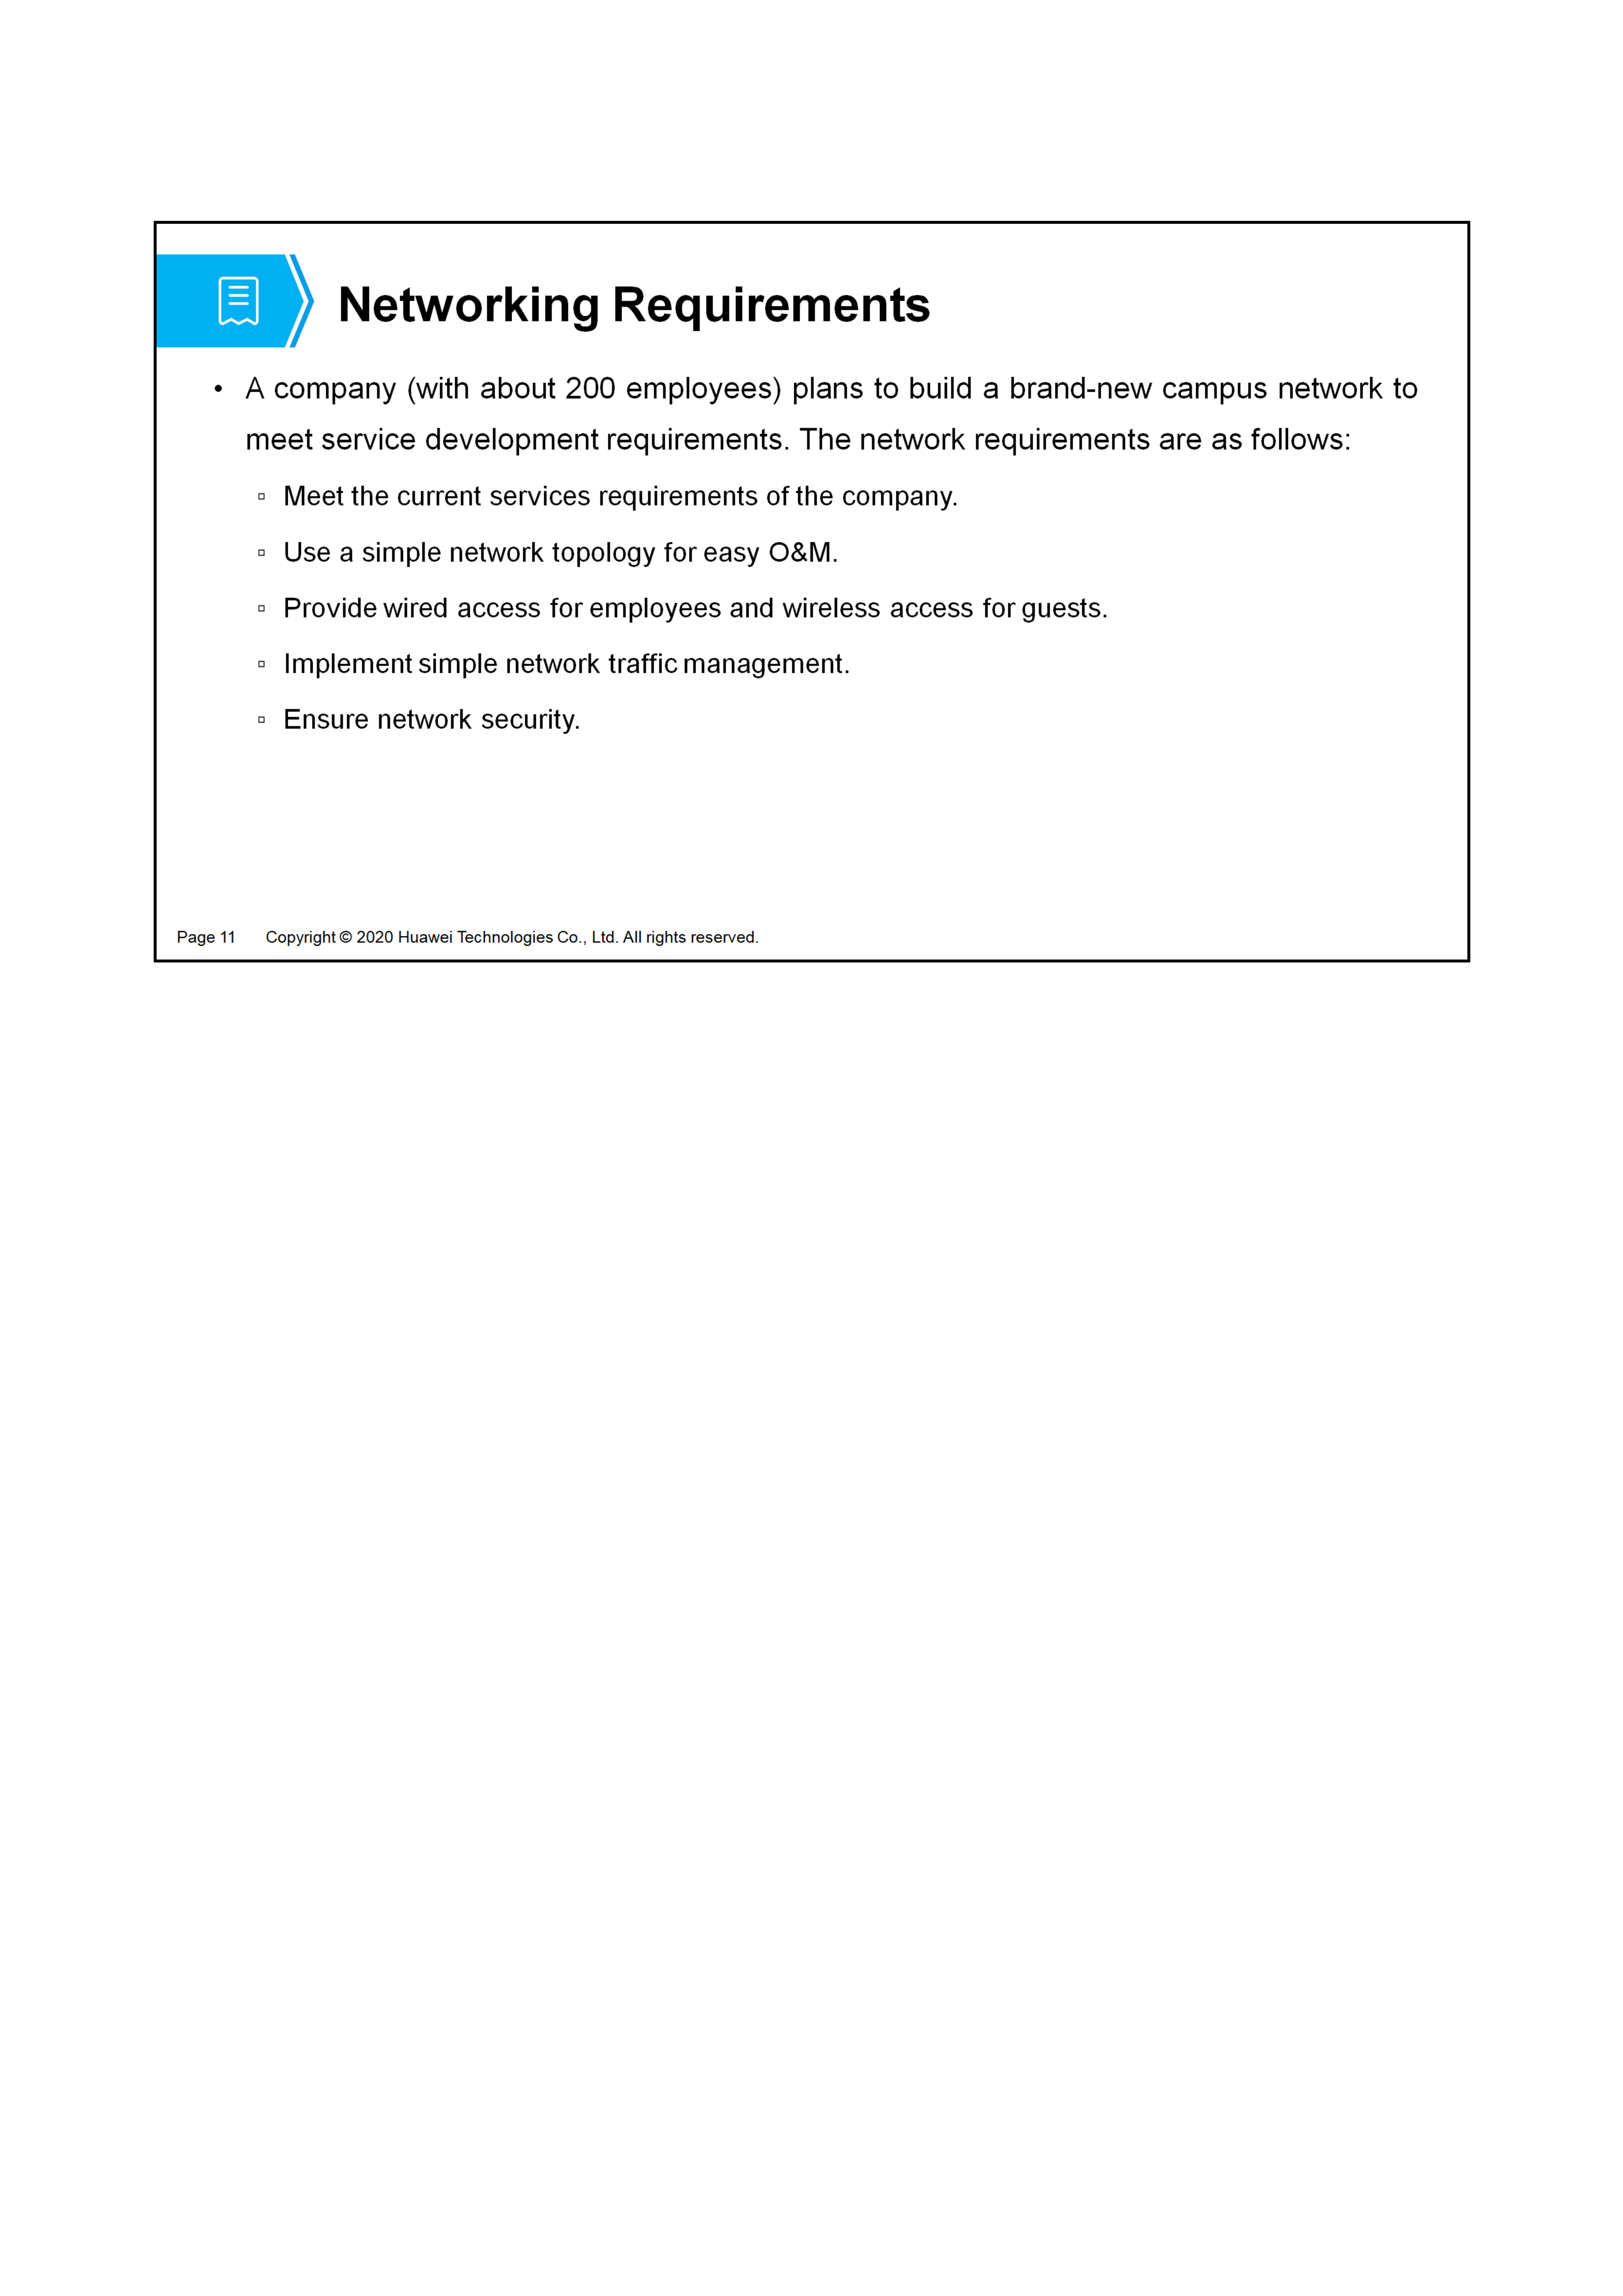 Networking Requirements
• A company (with about 200 employees) plans to build a brand-new campus network to
meet service development requirements. The network requirements are as follows:
▫ Meet the current services requirements of the company.
▫ Use a simple network topology for easy O&M.
▫ Provide wired access for employees and wireless access for guests.
▫ Implement simple network traffic management.
▫ Ensure network security.
Page 11 Copyright © 2020 Huawei Technologies Co., Ltd. All rights reserved.